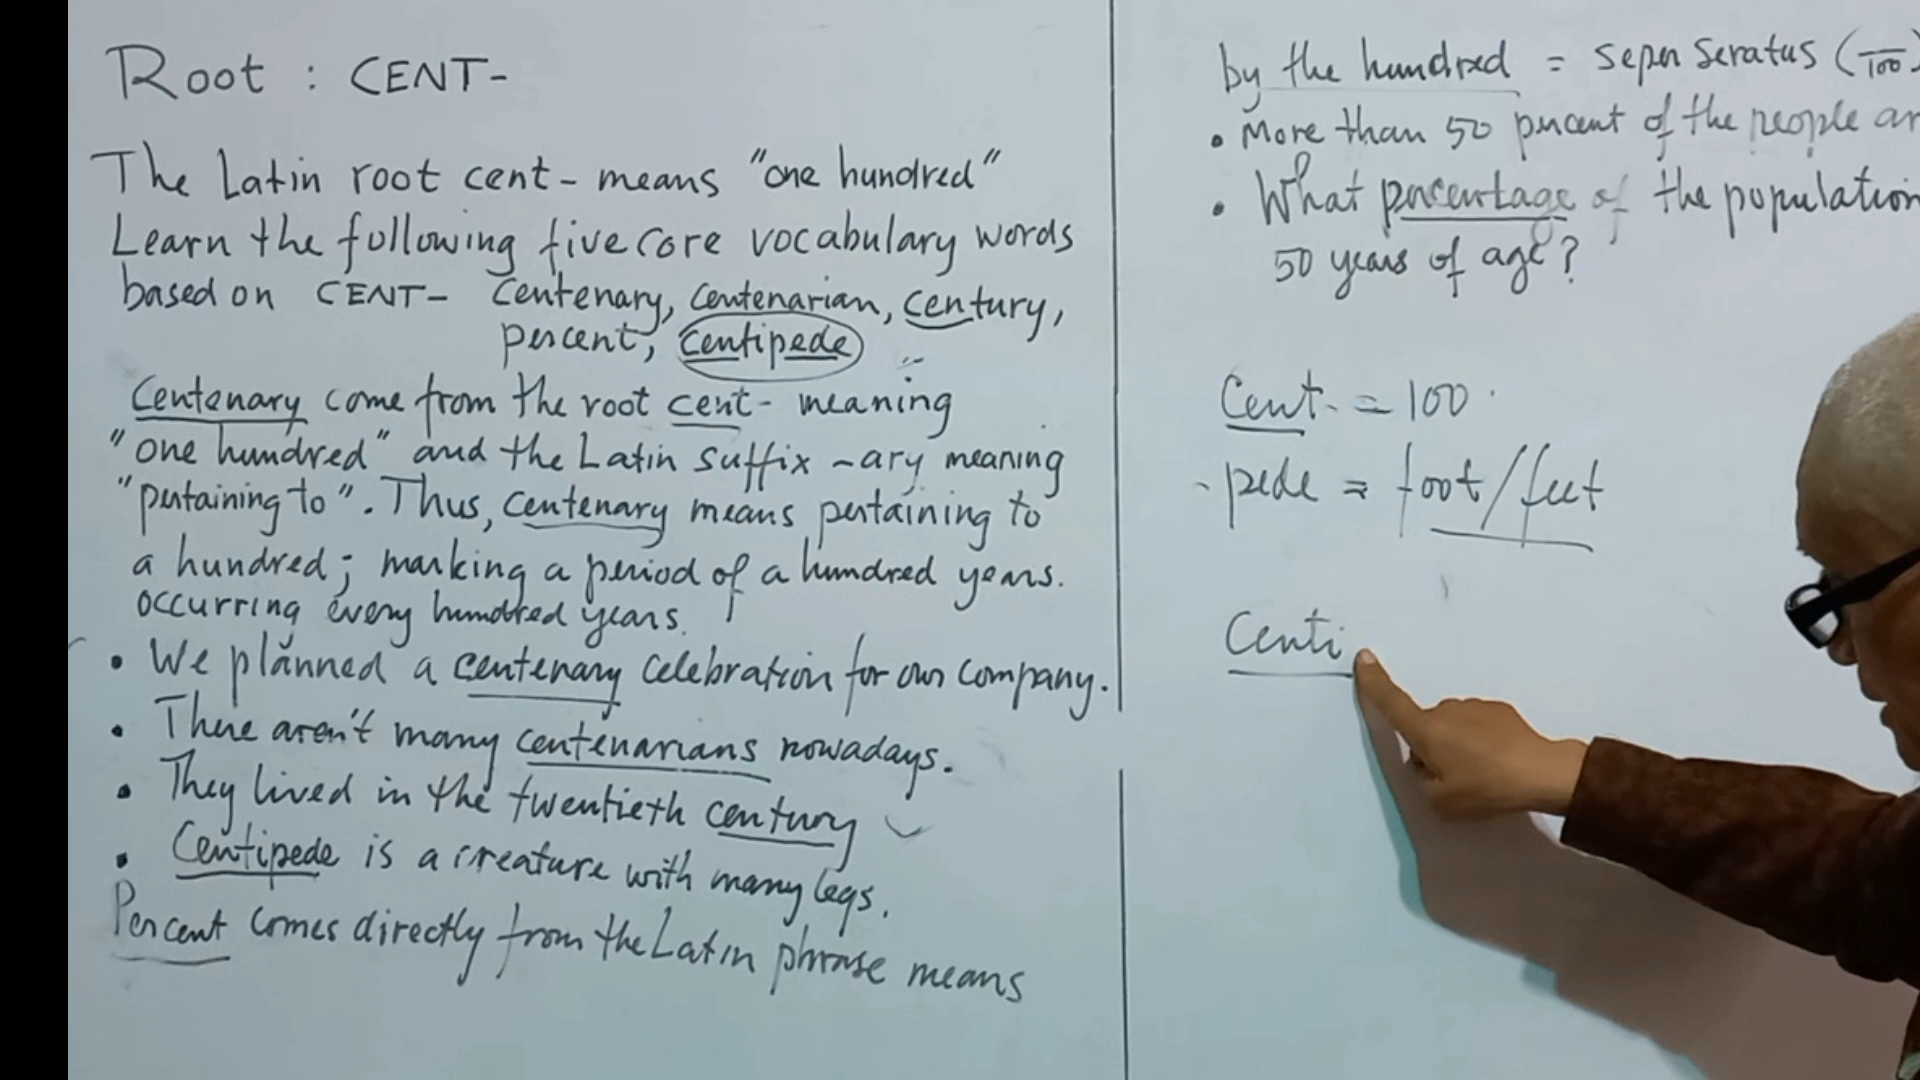 Root : CENT-
The Latin root cent- means "one hundred"
Learn the following five core vocabulary words
based on CENT- Centenary, Centenarian, Century,
percent, centipede
Centenary come from the root cent- meaning
"one hundred" and the Latin suffix -ary meaning
"pertaining to". Thus, centenary means pertaining to
a hundred; marking a period of a hundred years.
occurring every hundred years.
• We planned a centenary celebration for our company.
• There aren't many centenarians nowadays.
• They lived in the twentieth century
• Centipede is a creature with many legs.
Percent comes directly from the Latin phrase means
by the hundred = seperseratus (/100)
• More than 50 percent of the people ar
• What percentage of the population
50 years of age?
Cent- = 100
-pede = foot/feet
Centi